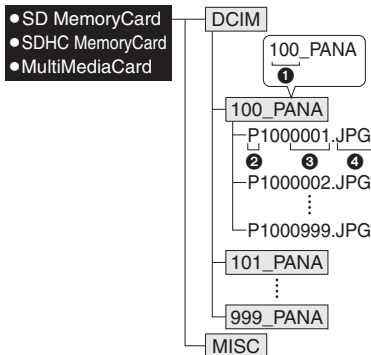 ● SD MemoryCard
● SDHC MemoryCard
● MultiMediaCard
DCIM
100_PANA
❶
100_PANA
P1000001.JPG
❷ ❸ ❹
P1000002.JPG
P1000999.JPG
101_PANA
999_PANA
MISC